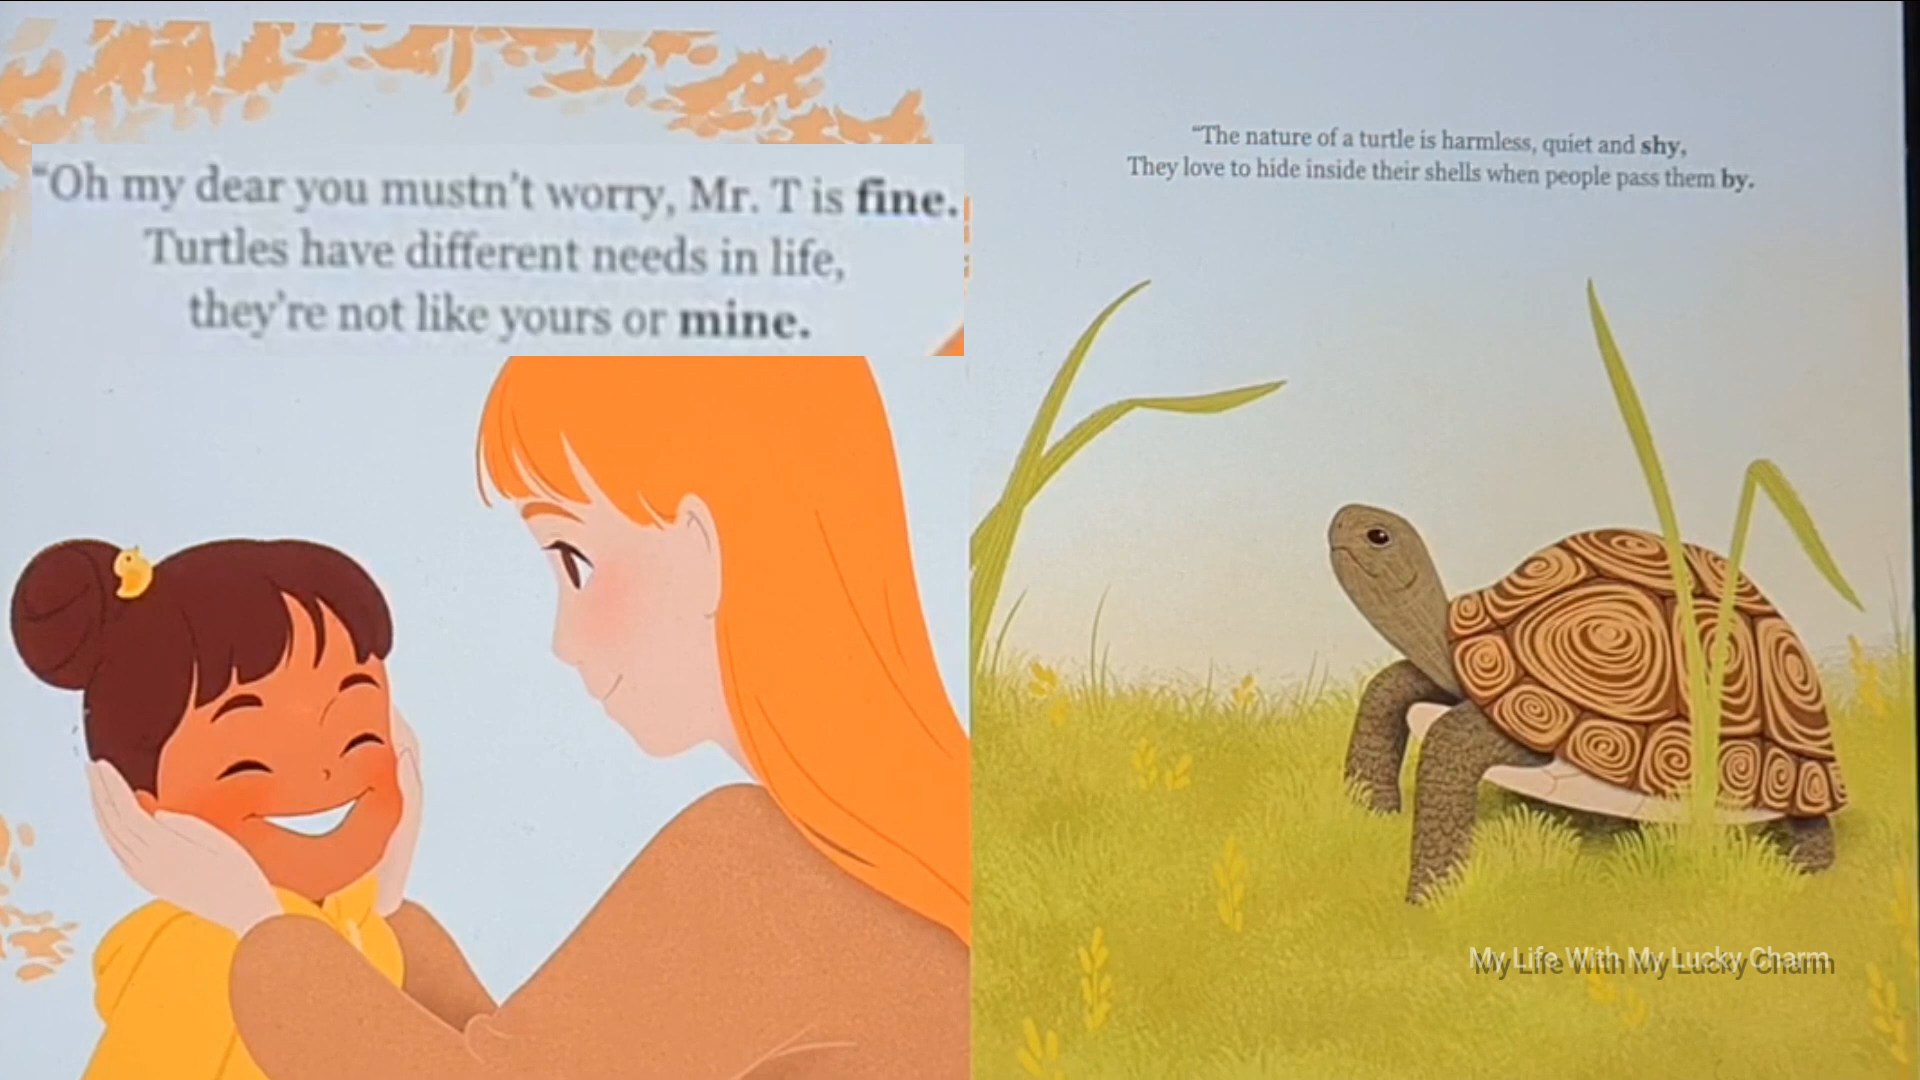 “Oh my dear you mustn’t worry, Mr. T is fine.
Turtles have different needs in life,
they’re not like yours or mine.
“The nature of a turtle is harmless, quiet and shy,
They love to hide inside their shells when people pass them by.
My Life With My Lucky Charm